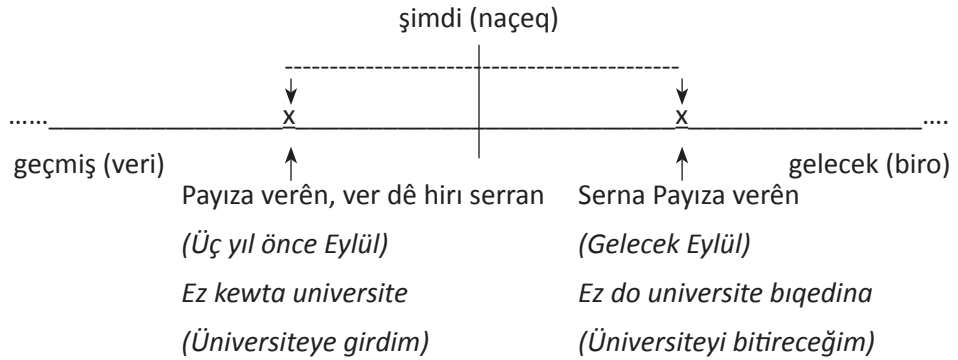 şimdi (naçeq)
x x
geçmiş (veri) gelecek (biro)
Payıza verên, ver dê hirı serran Serna Payıza verên
(Üç yıl önce Eylül) (Gelecek Eylül)
Ez kewta universite Ez do universite bıqedina
(Üniversiteye girdim) (Üniversiteyi bitireceğim)